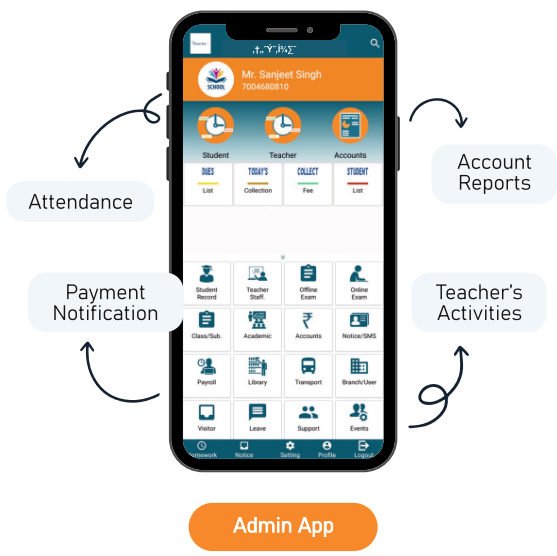 Mr. Sanjeet Singh
7004680810
SCHOOL
Student
Teacher
Accounts
DUES
List
TODAY'S
Collection
COLLECT
Fee
STUDENT
List
Attendance
Account
Reports
Payment
Notification
Teacher's
Activities
Student
Record
Teacher
Staff.
Offline
Exam
Online
Exam
Class/Sub.
Academic
Accounts
Notice/SMS
Payroll
Library
Transport
Branch/User
Visitor
Leave
Support
Events
omework
Notice
Setting
Profile
Logout
Admin App